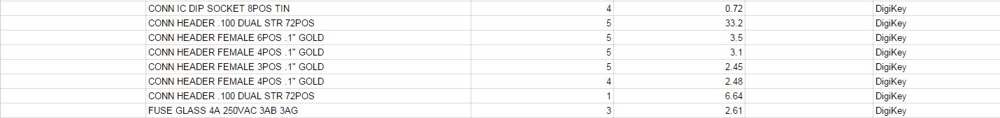 CONN IC DIP SOCKET 8POS TIN 4 0.72 DigiKey
CONN HEADER .100 DUAL STR 72POS 5 33.2 DigiKey
CONN HEADER FEMALE 6POS .1" GOLD 5 3.5 DigiKey
CONN HEADER FEMALE 4POS .1" GOLD 5 3.1 DigiKey
CONN HEADER FEMALE 3POS .1" GOLD 5 2.45 DigiKey
CONN HEADER FEMALE 4POS .1" GOLD 4 2.48 DigiKey
CONN HEADER .100 DUAL STR 72POS 1 6.64 DigiKey
FUSE GLASS 4A 250VAC 3AB 3AG 3 2.61 DigiKey